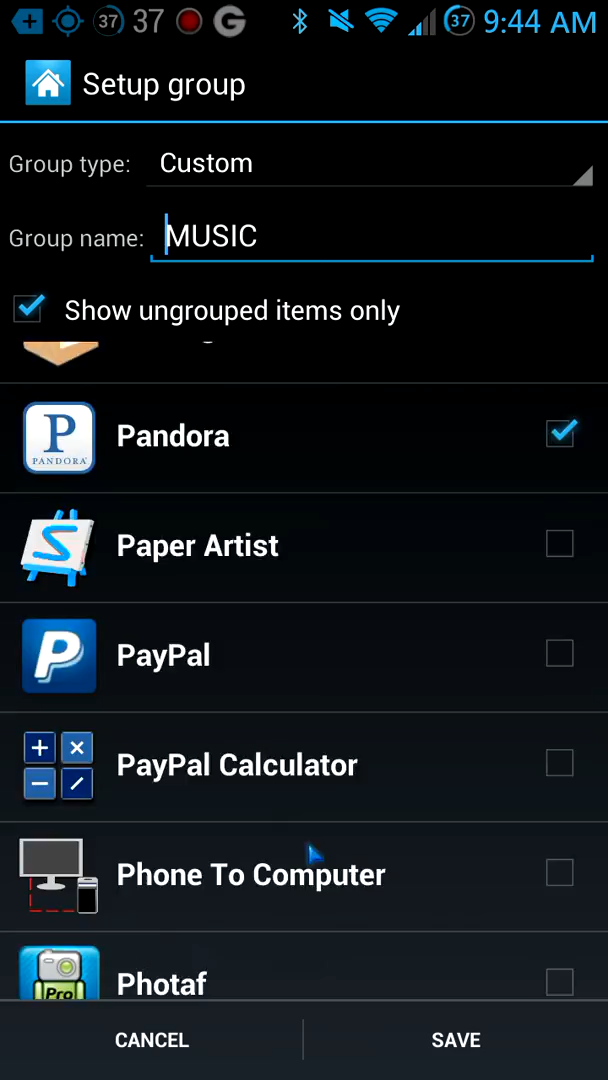 37 37 G 37 9:44 AM
Setup group
Group type: Custom
Group name: MUSIC
Show ungrouped items only
P
PANDORA
Pandora
Paper Artist
P
PayPal
PayPal Calculator
Phone To Computer
Pro
Photaf
CANCEL SAVE